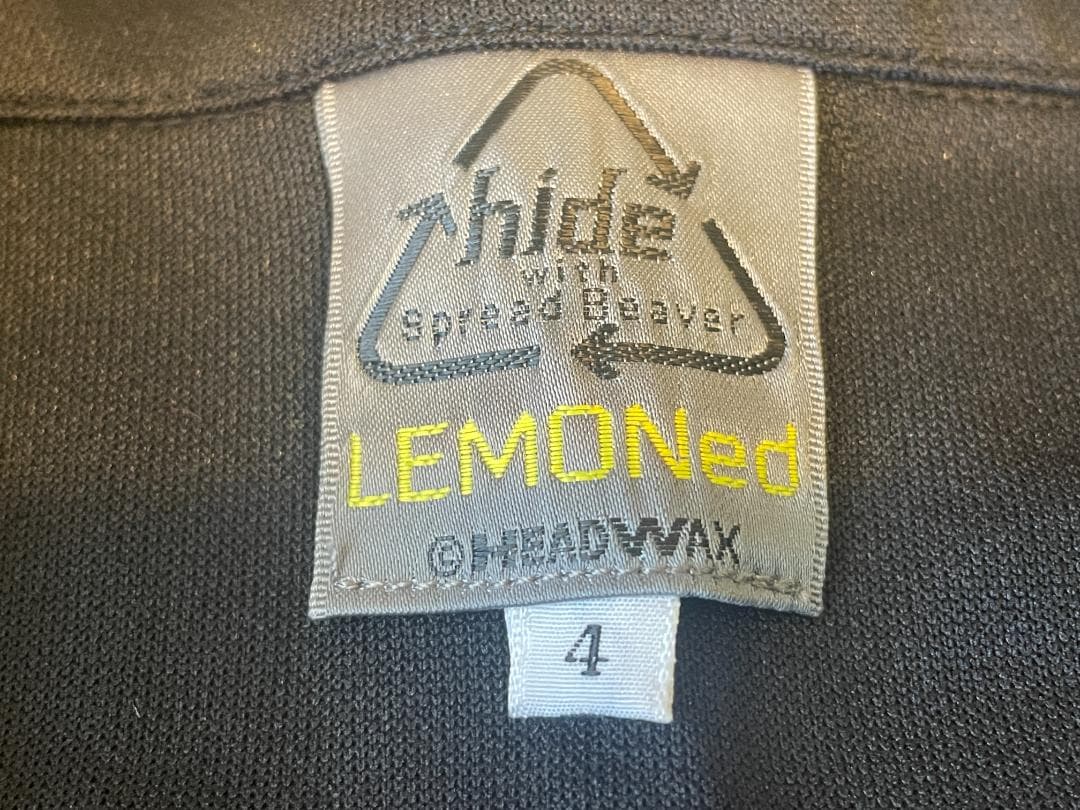 hide
with
spread Beaver
LEMONed
©HEADWAX
4